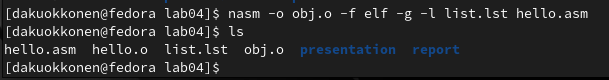 [dakuokkonen@fedora lab04]$ nasm -o obj.o -f elf -g -l list.lst hello.asm
[dakuokkonen@fedora lab04]$ ls
hello.asm  hello.o  list.lst  obj.o  presentation  report
[dakuokkonen@fedora lab04]$